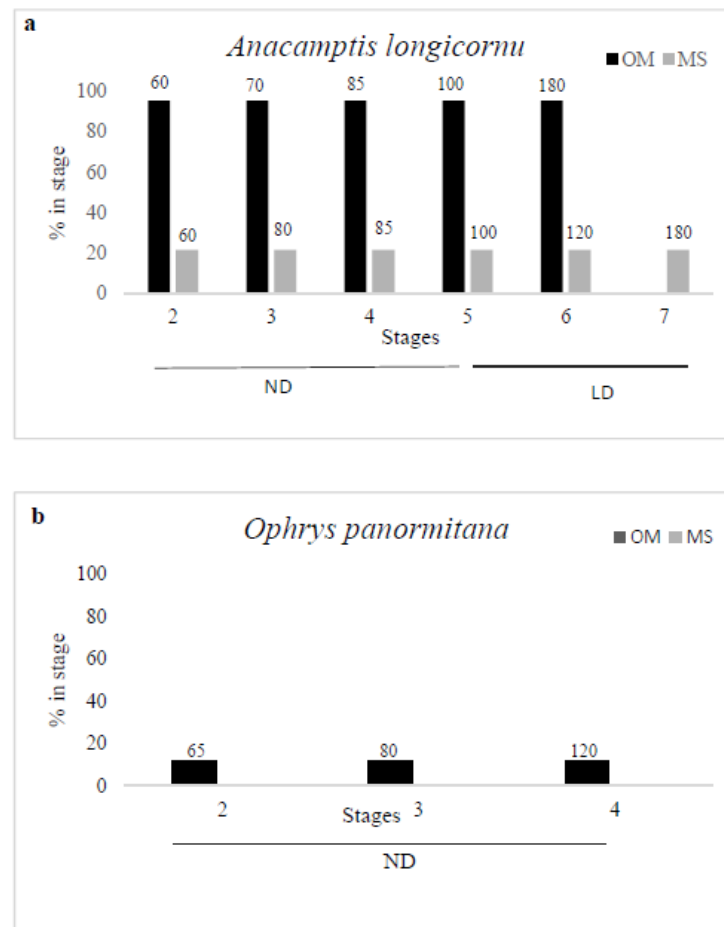 a
Anacamptis longicornu
OM MS
60 70 85 100 180
100
80
60
40
20
0
60 80 85 100 120 180
% in stage
2 3 4 5 6 7
Stages
ND LD
b
Ophrys panormitana
OM MS
100
80
60
40
20
0
65 80 120
% in stage
2 3 4
Stages
ND